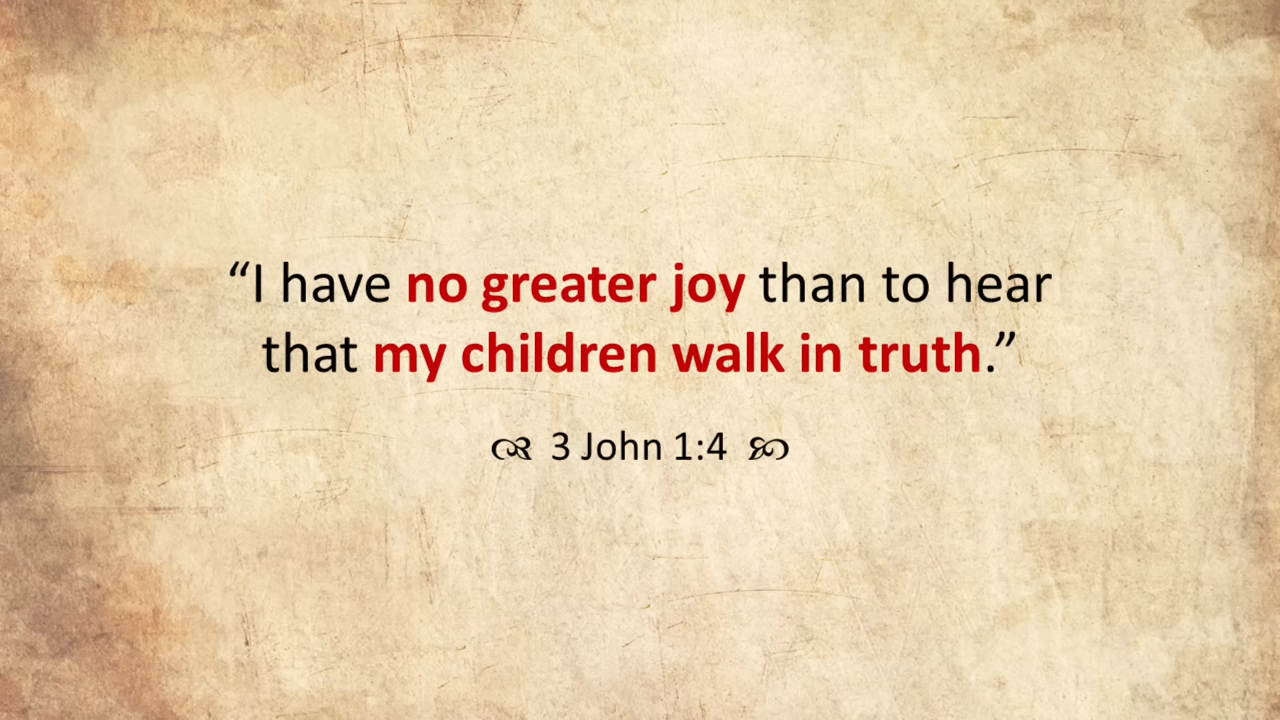 “I have no greater joy than to hear
that my children walk in truth.”
3 John 1:4